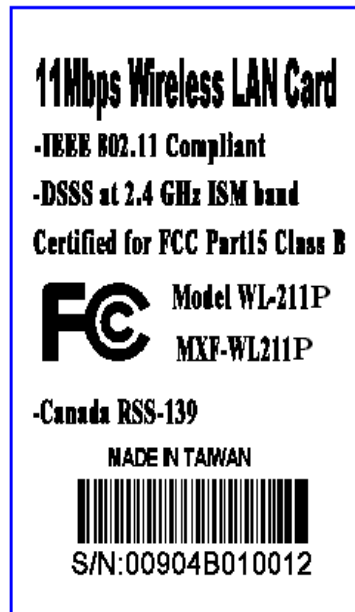 11Mbps Wireless LAN Card
-IEEE 802.11 Compliant
-DSSS at 2.4 GHz ISM band
Certified for FCC Part15 Class B
FC Model WL-211P
MXF-WL211P
-Canada RSS-139
MADE IN TAIWAN
S/N:00904B010012